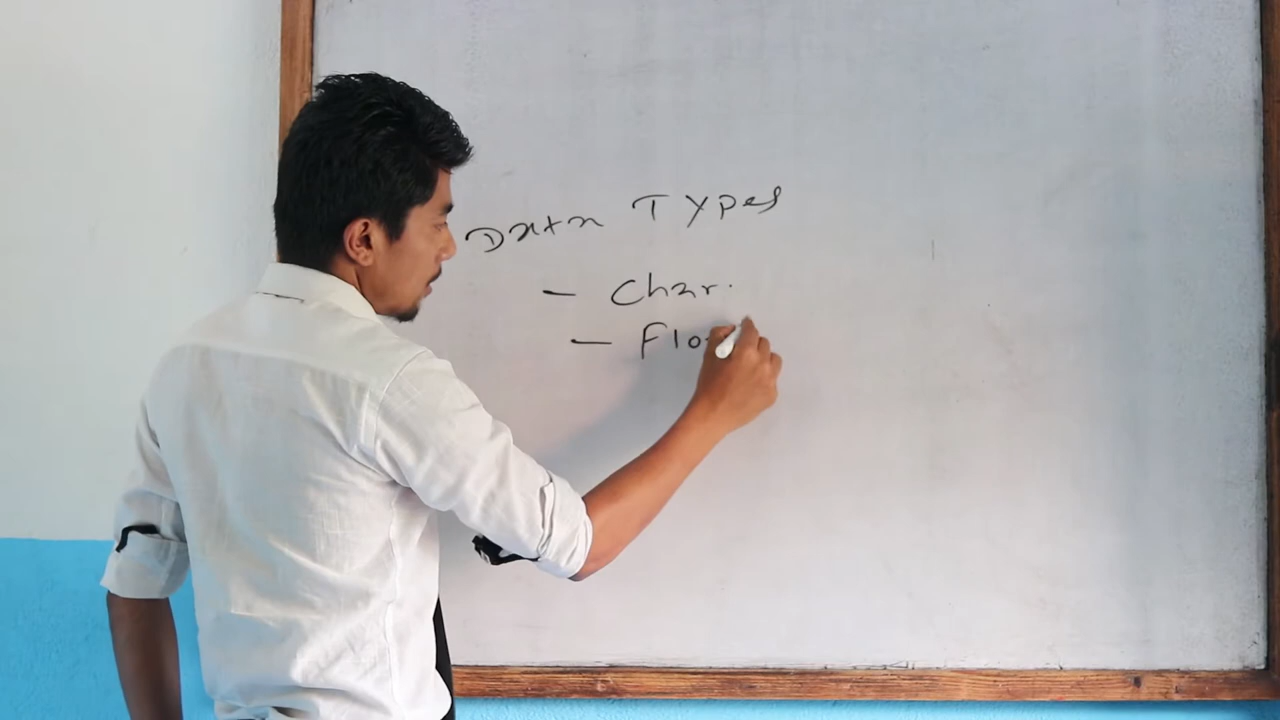 Data Types
- Char.
- Flo